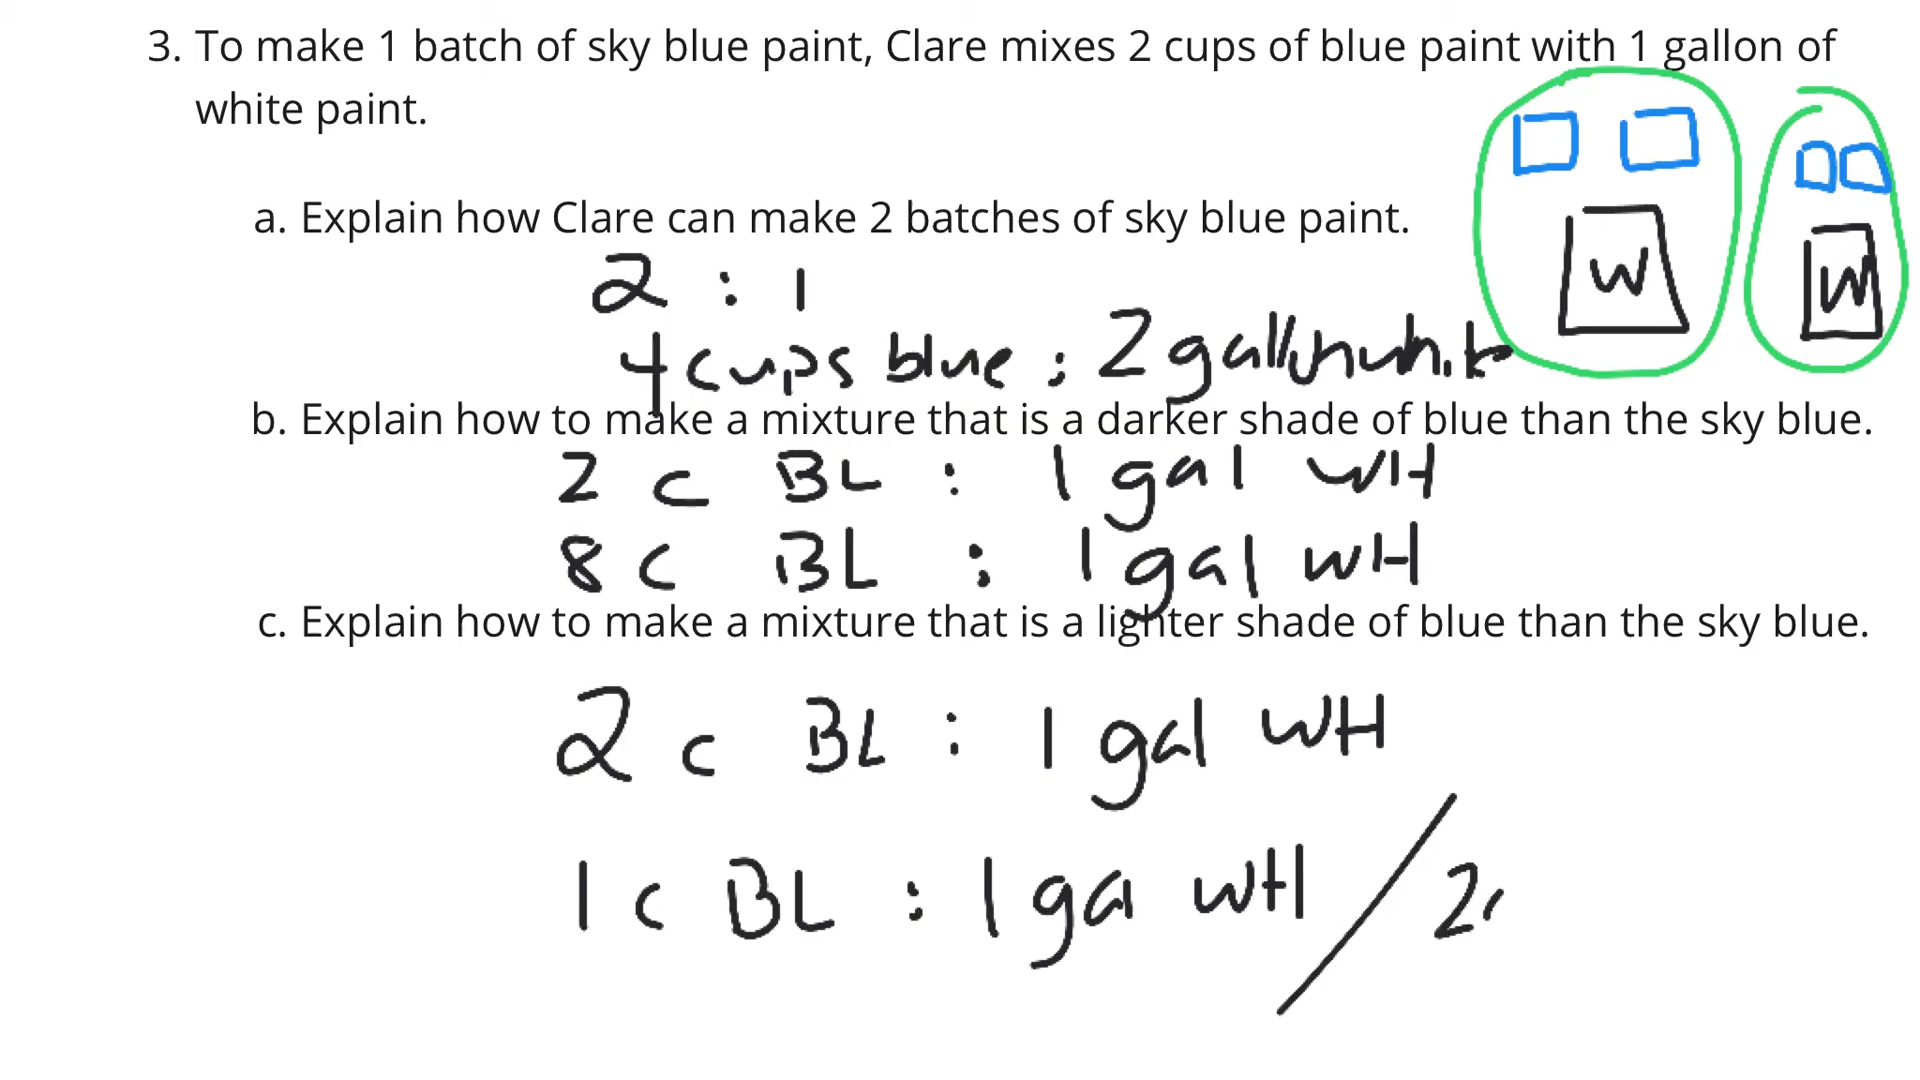 3. To make 1 batch of sky blue paint, Clare mixes 2 cups of blue paint with 1 gallon of
white paint.
a. Explain how Clare can make 2 batches of sky blue paint.
W W
2 : 1
4 cups blue : 2 gallon white
b. Explain how to make a mixture that is a darker shade of blue than the sky blue.
2 c BL : 1 gal WH
8 c BL : 1 gal WH
c. Explain how to make a mixture that is a lighter shade of blue than the sky blue.
2 c BL : 1 gal WH
1 c BL : 1 ga WH / 2